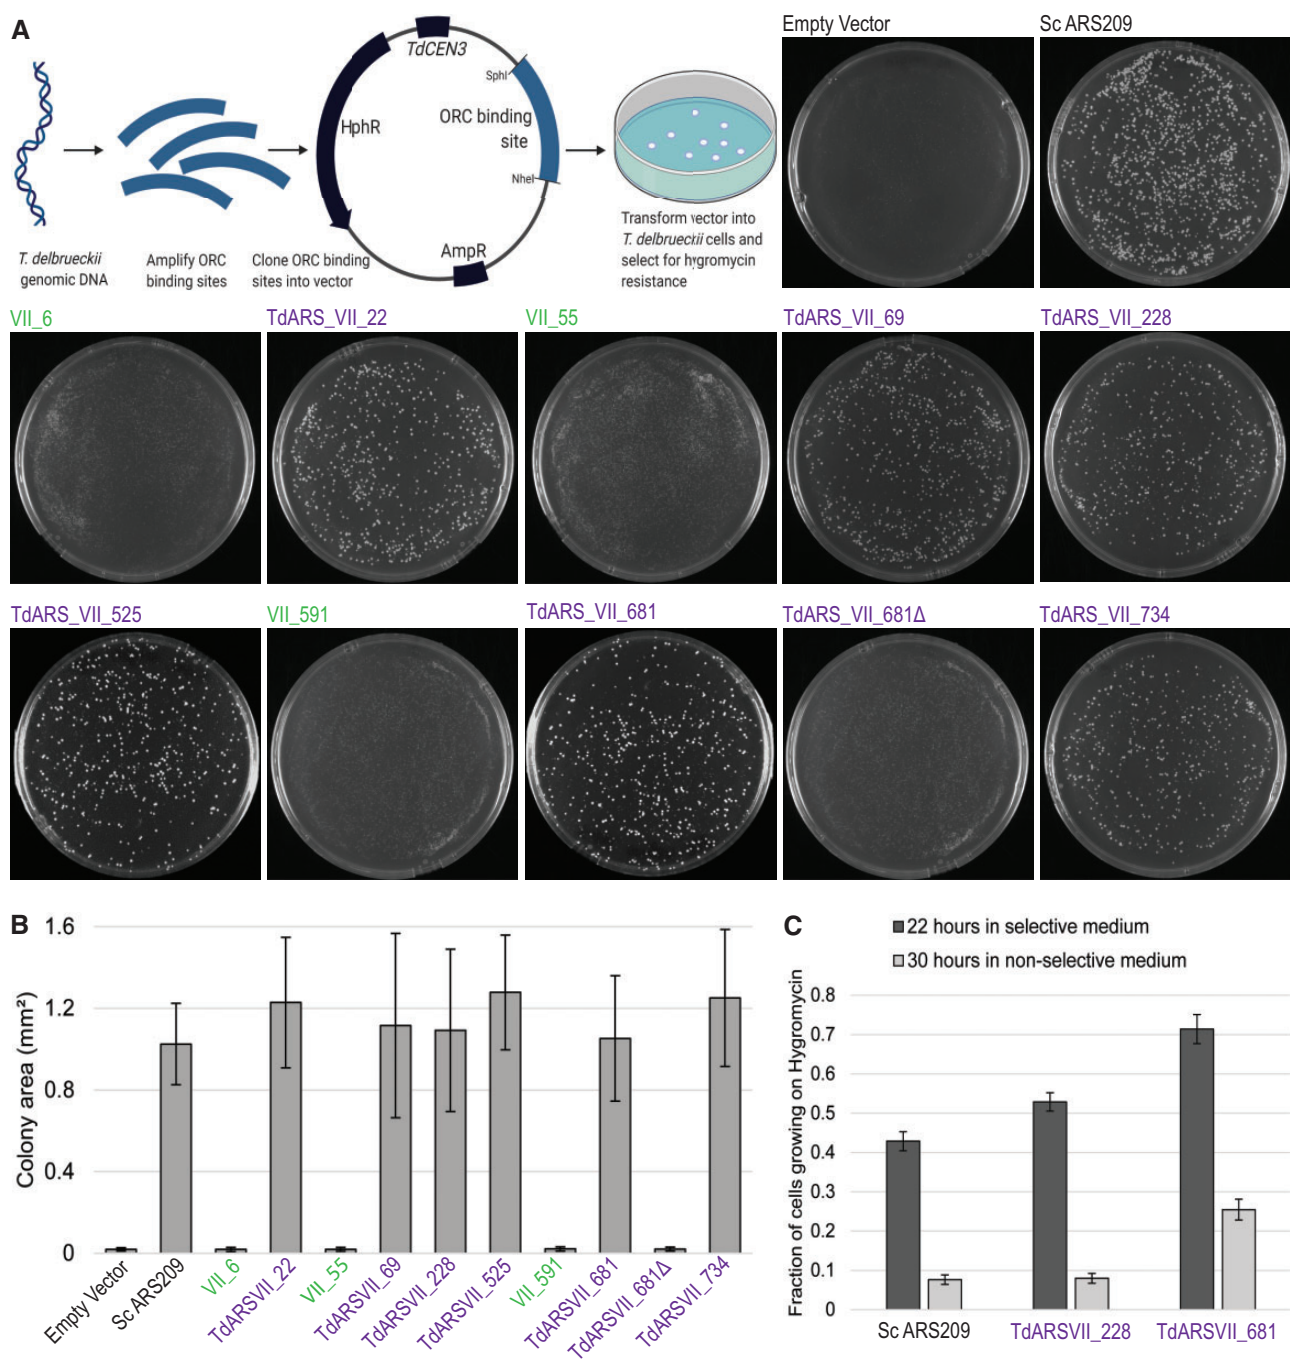 A
T. delbrueckii
genomic DNA
Amplify ORC
binding sites
Clone ORC binding
sites into vector
TdCEN3
SphI
HphR
ORC binding
site
NheI
AmpR
Transform vector into
T. delbrueckii cells and
select for hygromycin
resistance
Empty Vector
Sc ARS209
VII_6
TdARS_VII_22
VII_55
TdARS_VII_69
TdARS_VII_228
TdARS_VII_525
VII_591
TdARS_VII_681
TdARS_VII_681Δ
TdARS_VII_734
B
Colony area (mm²)
1.6
1.2
0.8
0.4
0
Empty Vector
Sc ARS209
VII_6
TdARSVII_22
VII_55
TdARSVII_69
TdARSVII_228
TdARSVII_525
VII_591
TdARSVII_681
TdARSVII_681Δ
TdARSVII_734
C
22 hours in selective medium
30 hours in non-selective medium
Fraction of cells growing on Hygromycin
0.8
0.7
0.6
0.5
0.4
0.3
0.2
0.1
0
Sc ARS209
TdARSVII_228
TdARSVII_681